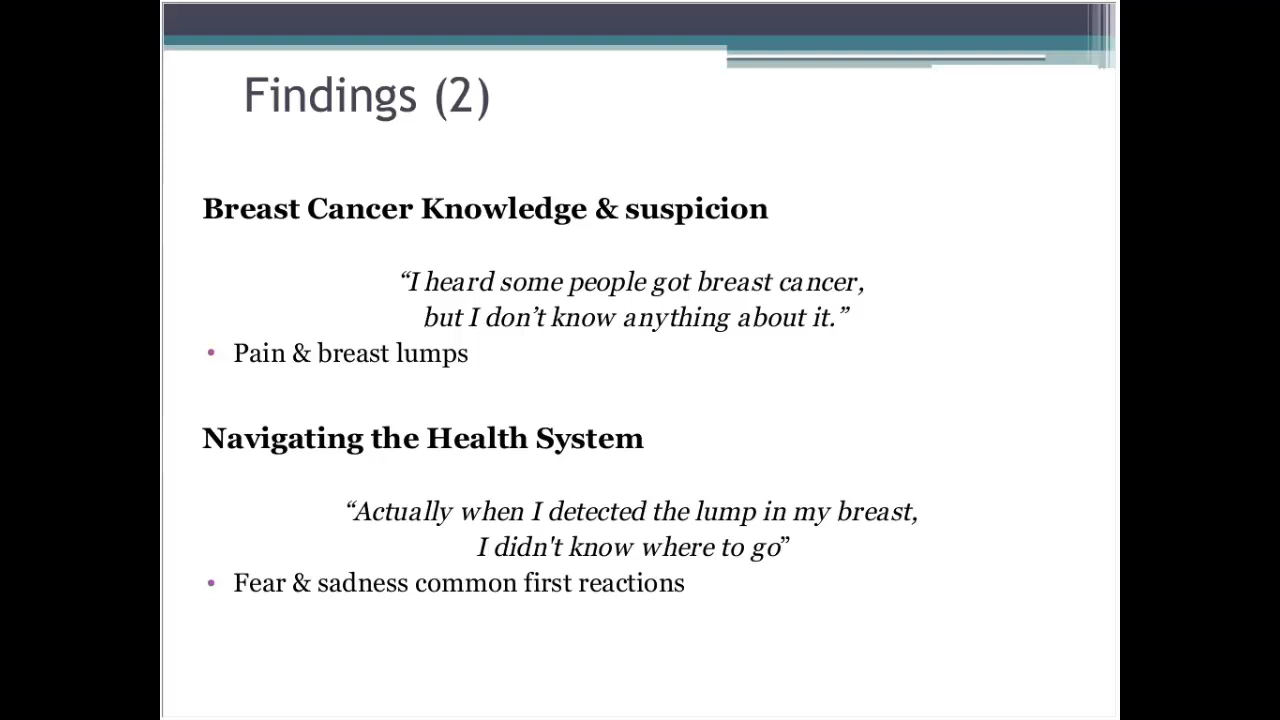 Findings (2)
Breast Cancer Knowledge & suspicion
“I heard some people got breast cancer,
but I don’t know anything about it.”
• Pain & breast lumps
Navigating the Health System
“Actually when I detected the lump in my breast,
I didn't know where to go”
• Fear & sadness common first reactions